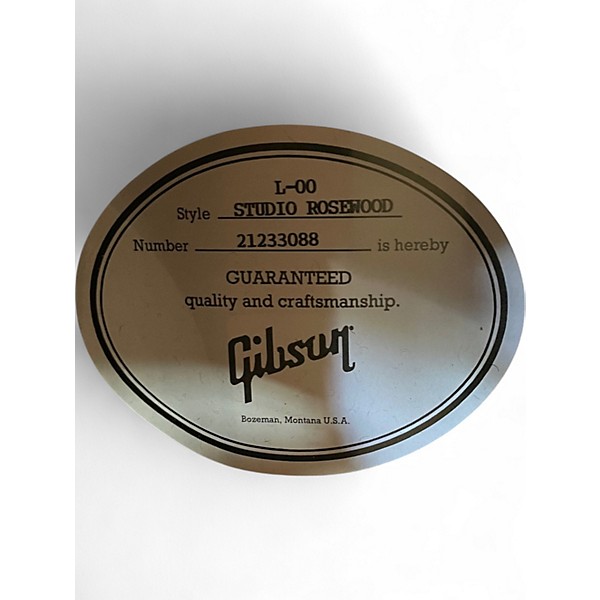 L-00
Style STUDIO ROSEWOOD
Number 21233088 is hereby
GUARANTEED
quality and craftsmanship.
Gibson
Bozeman, Montana U.S.A.